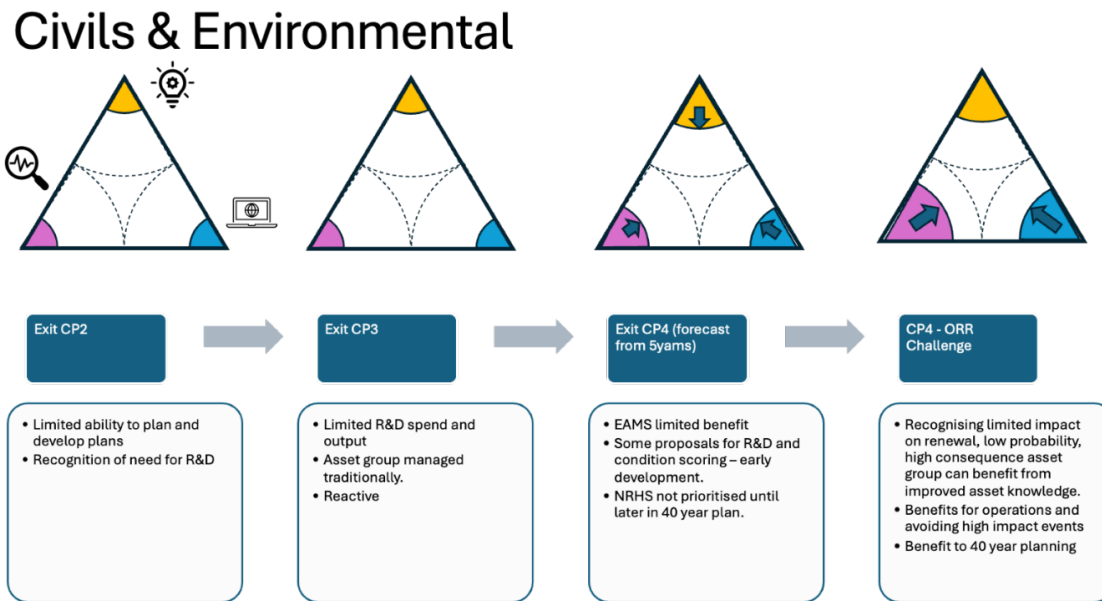 Civils & Environmental
Exit CP2
Exit CP3
Exit CP4 (forecast
from 5yams)
CP4 - ORR
Challenge
• Limited ability to plan and
develop plans
• Recognition of need for R&D
• Limited R&D spend and
output
• Asset group managed
traditionally.
• Reactive
• EAMS limited benefit
• Some proposals for R&D and
condition scoring – early
development.
• NRHS not prioritised until
later in 40 year plan.
• Recognising limited impact
on renewal, low probability,
high consequence asset
group can benefit from
improved asset knowledge.
• Benefits for operations and
avoiding high impact events
• Benefit to 40 year planning